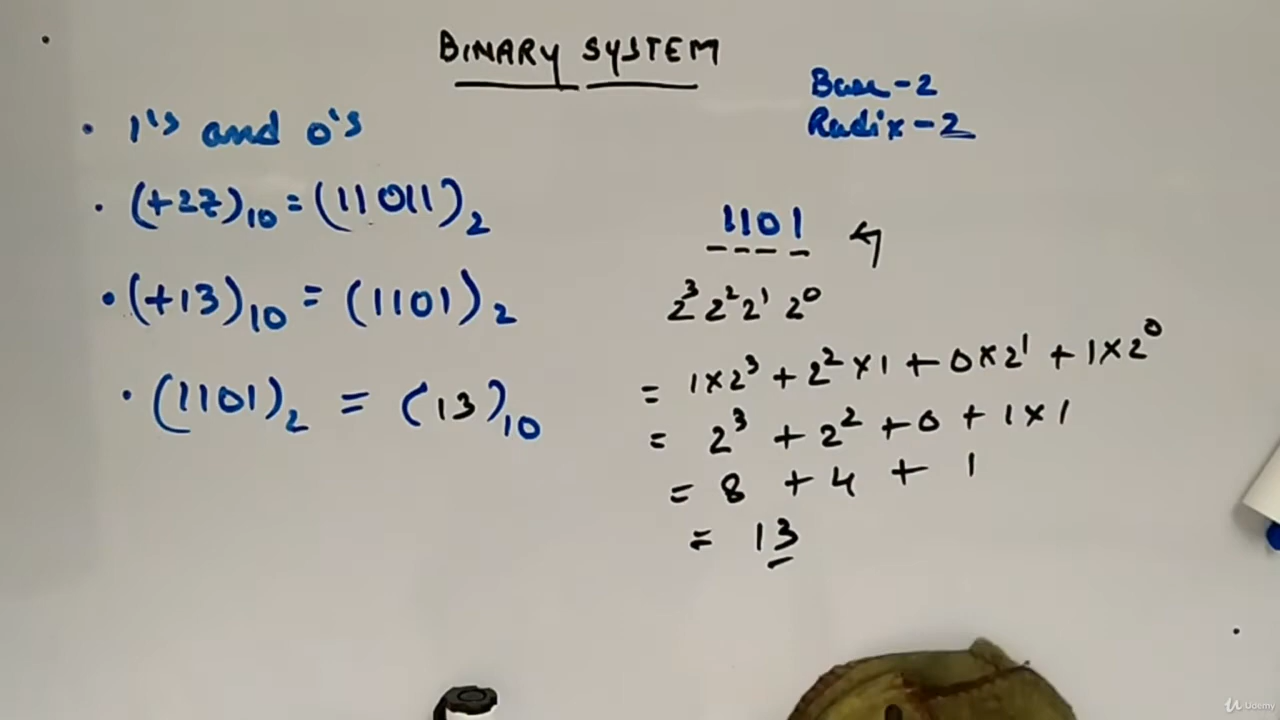 BINARY SYSTEM
Base-2
Radix-2
• 1's and 0's
• (+27)₁₀ = (11011)₂
• (+13)₁₀ = (1101)₂
• (1101)₂ = (13)₁₀
1101
2³ 2² 2¹ 2⁰
= 1×2³ + 2²×1 + 0×2¹ + 1×2⁰
= 2³ + 2² + 0 + 1×1
= 8 + 4 + 1
= 13
Udemy